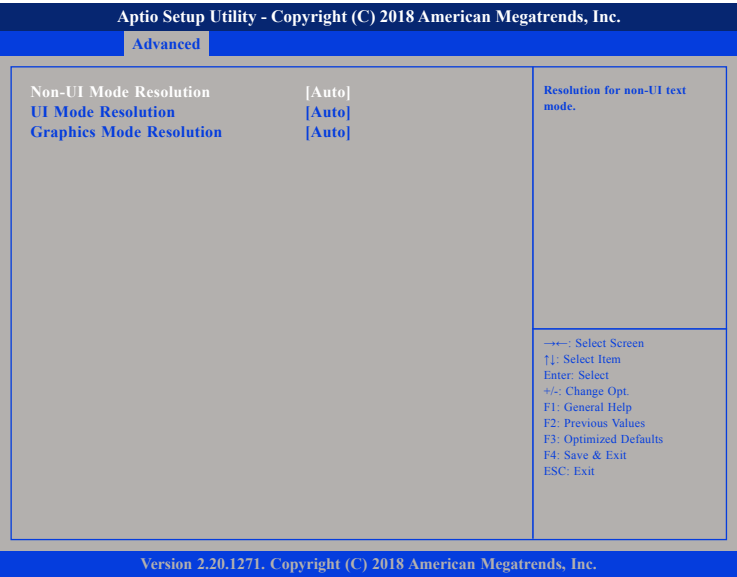 Aptio Setup Utility - Copyright (C) 2018 American Megatrends, Inc.
Advanced
Non-UI Mode Resolution [Auto]
UI Mode Resolution [Auto]
Graphics Mode Resolution [Auto]
Resolution for non-UI text
mode.
→←: Select Screen
↑↓: Select Item
Enter: Select
+/-: Change Opt.
F1: General Help
F2: Previous Values
F3: Optimized Defaults
F4: Save & Exit
ESC: Exit
Version 2.20.1271. Copyright (C) 2018 American Megatrends, Inc.